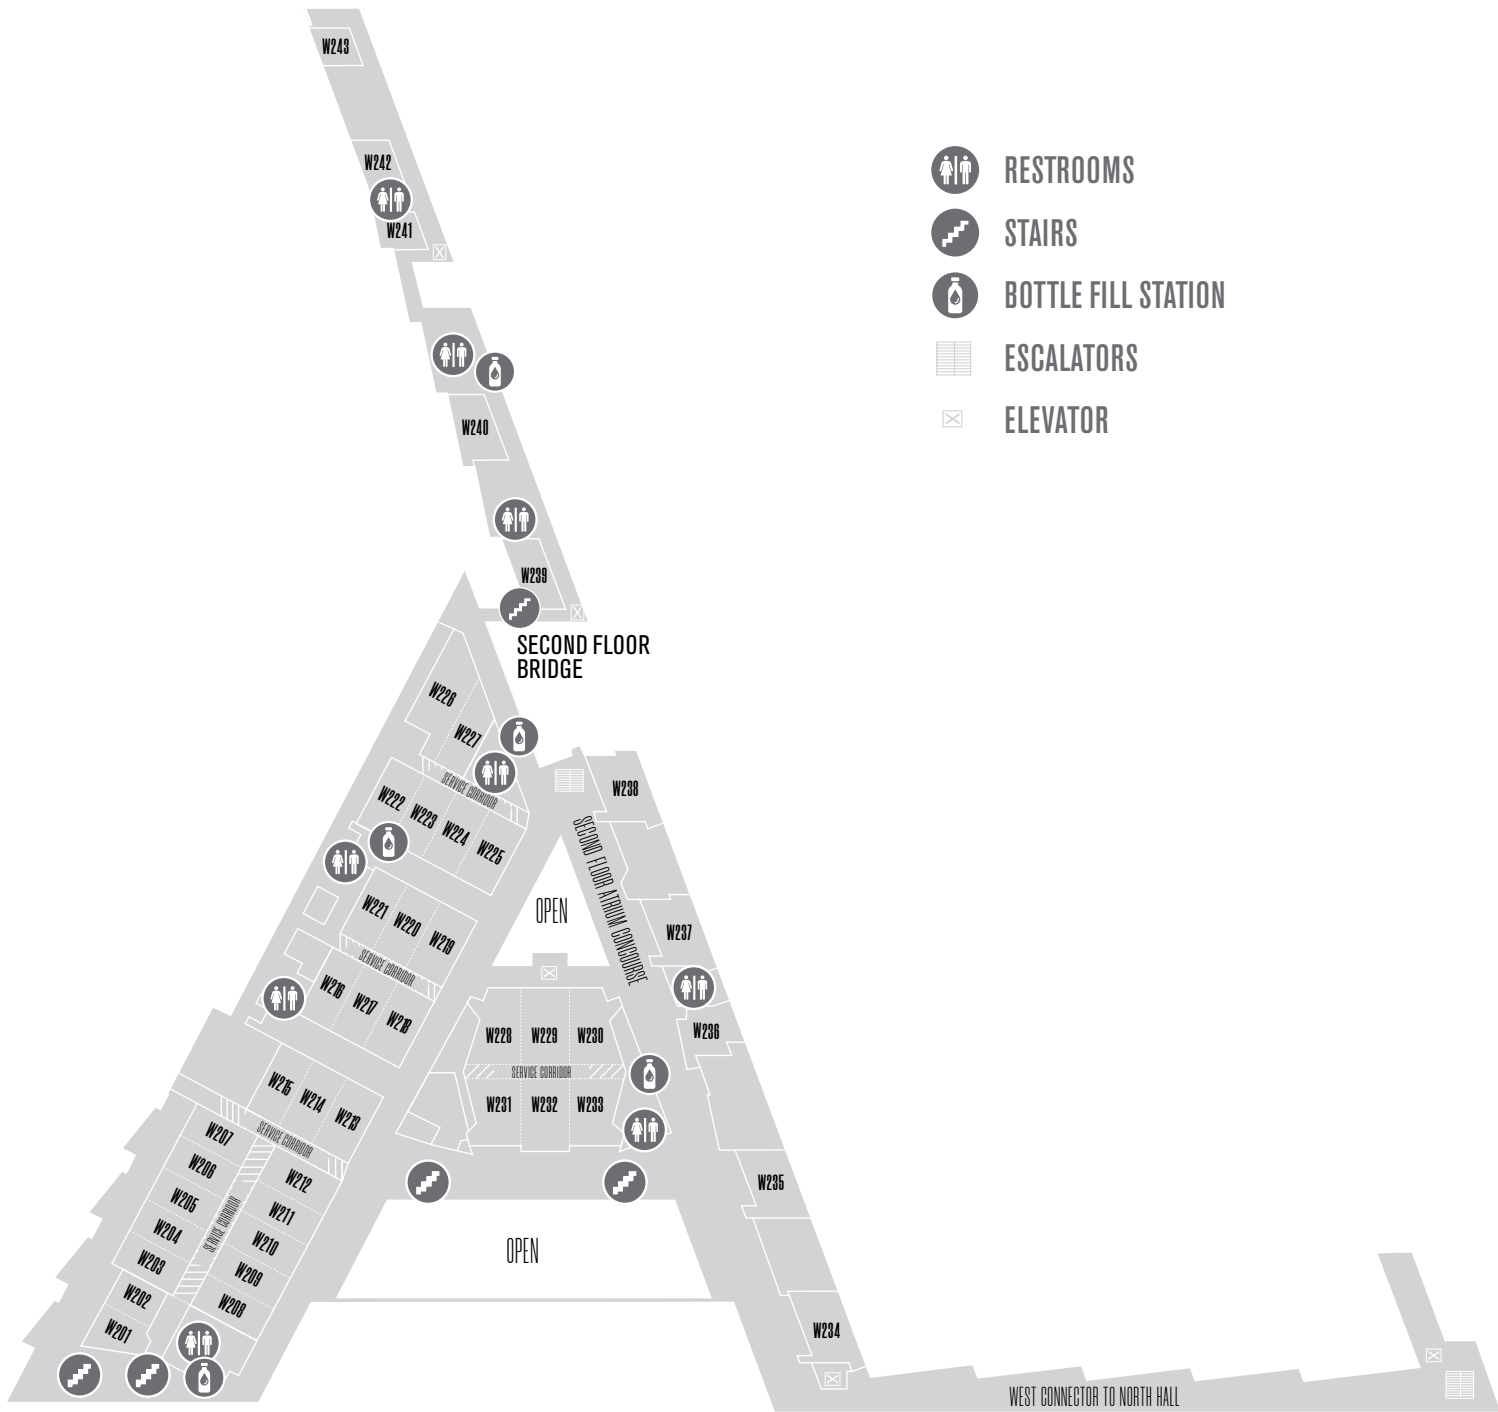 W243
W242
W241
RESTROOMS
STAIRS
BOTTLE FILL STATION
ESCALATORS
ELEVATOR
W240
W239
SECOND FLOOR
BRIDGE
W226
W227
SERVICE CORRIDOR
W222
W223
W224
W225
W238
SECOND FLOOR ATRIUM CONCOURSE
OPEN
W221
W220
W219
SERVICE CORRIDOR
W216
W217
W218
W237
W236
W228
W229
W230
SERVICE CORRIDOR
W231
W232
W233
W215
W214
W213
SERVICE CORRIDOR
W207
W206
W205
W204
W203
W202
W201
SERVICE CORRIDOR
W212
W211
W210
W209
W208
W235
OPEN
W234
WEST CONNECTOR TO NORTH HALL